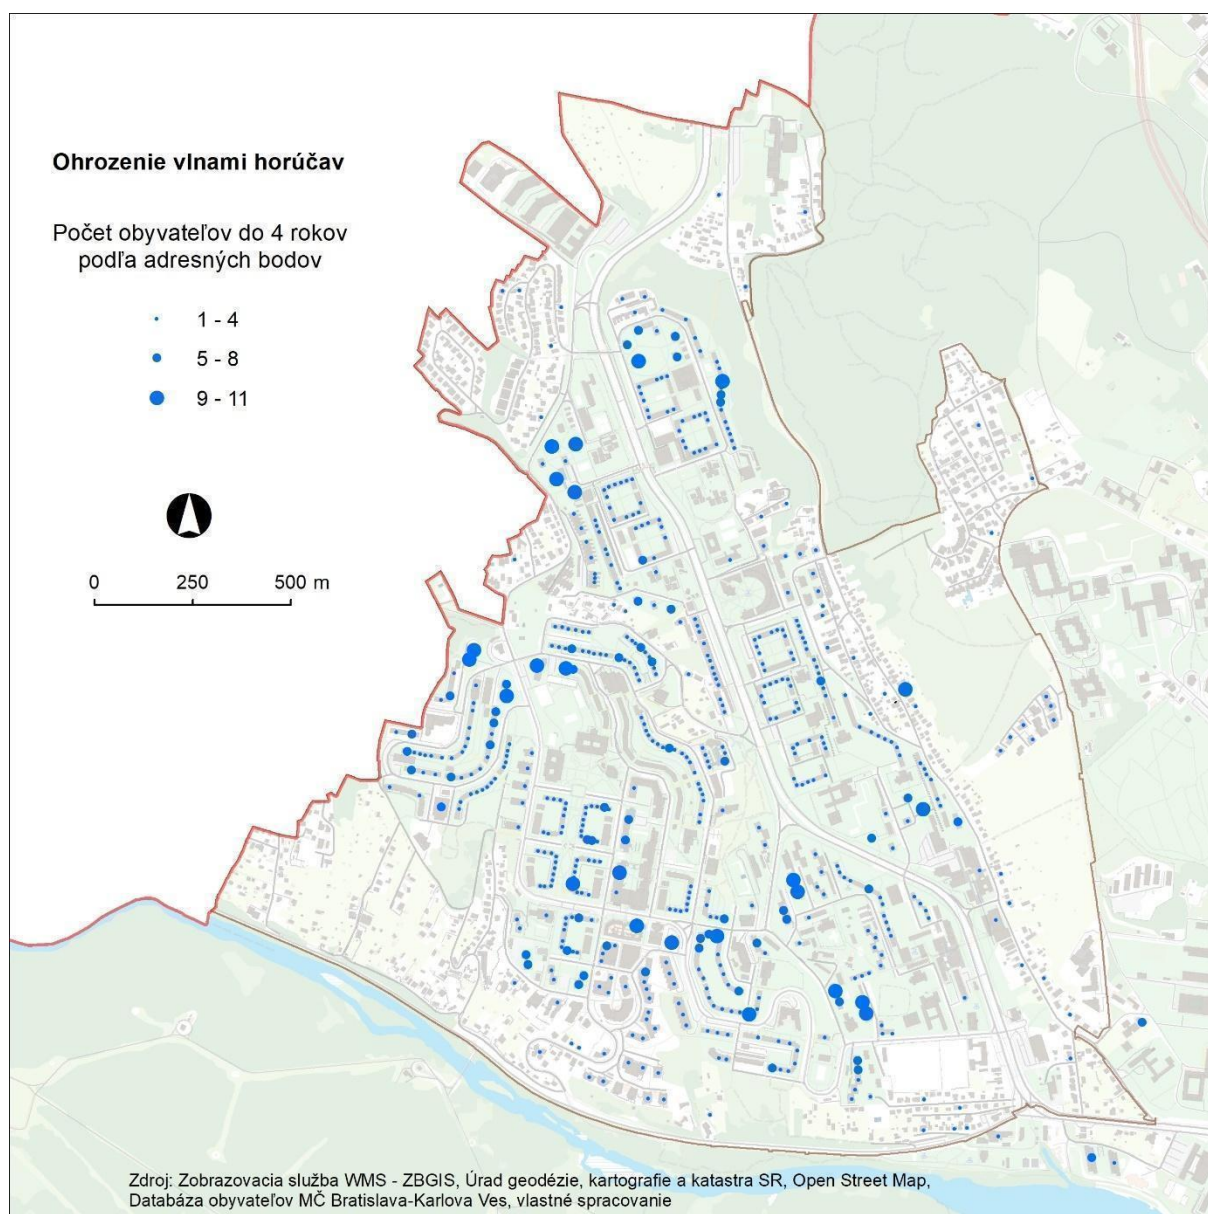 Ohrozenie vlnami horúčav
Počet obyvateľov do 4 rokov
podľa adresných bodov
1 - 4
5 - 8
9 - 11
0 250 500 m
Zdroj: Zobrazovacia služba WMS - ZBGIS, Úrad geodézie, kartografie a katastra SR, Open Street Map,
Databáza obyvateľov MČ Bratislava-Karlova Ves, vlastné spracovanie